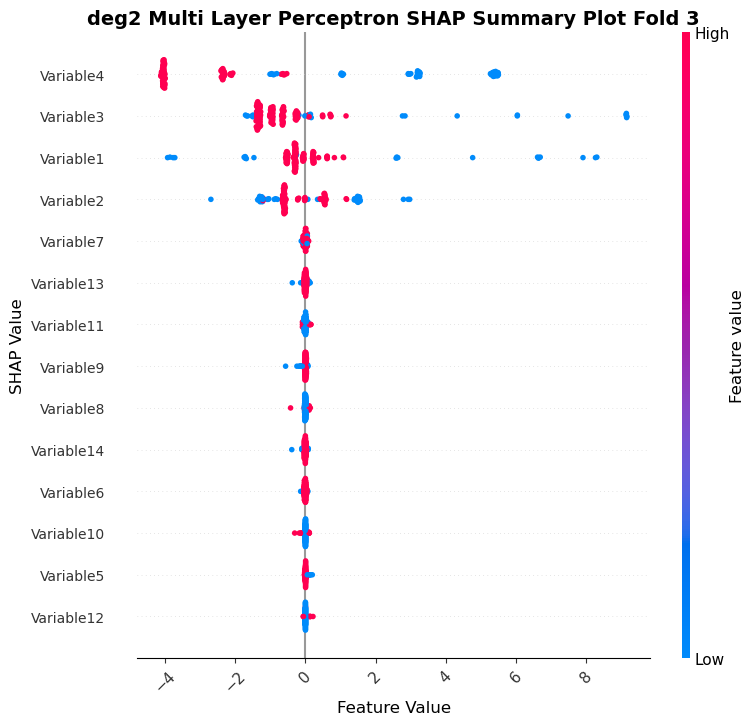 deg2 Multi Layer Perceptron SHAP Summary Plot Fold 3
High
Variable4
Variable3
Variable1
Variable2
Variable7
Variable13
Variable11
Variable9
Variable8
Variable14
Variable6
Variable10
Variable5
Variable12
SHAP Value
Feature value
Low
−4
−2
0
2
4
6
8
Feature Value